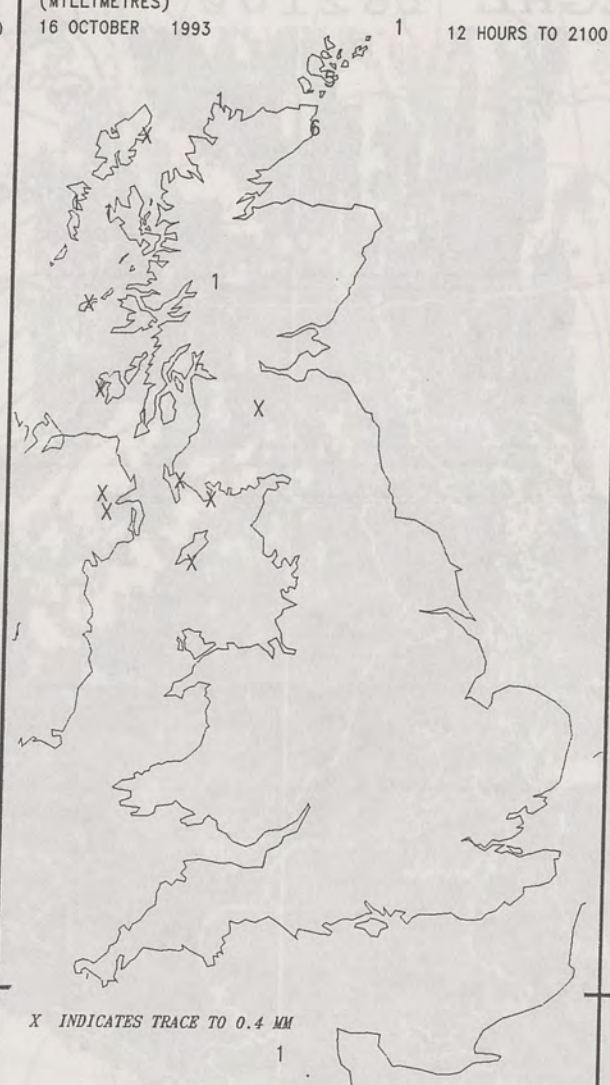 (MILLIMETRES)
16 OCTOBER 1993 1 12 HOURS TO 2100
1
X
6
1
X
X
X
X
X
X
X
X
X INDICATES TRACE TO 0.4 MM
1